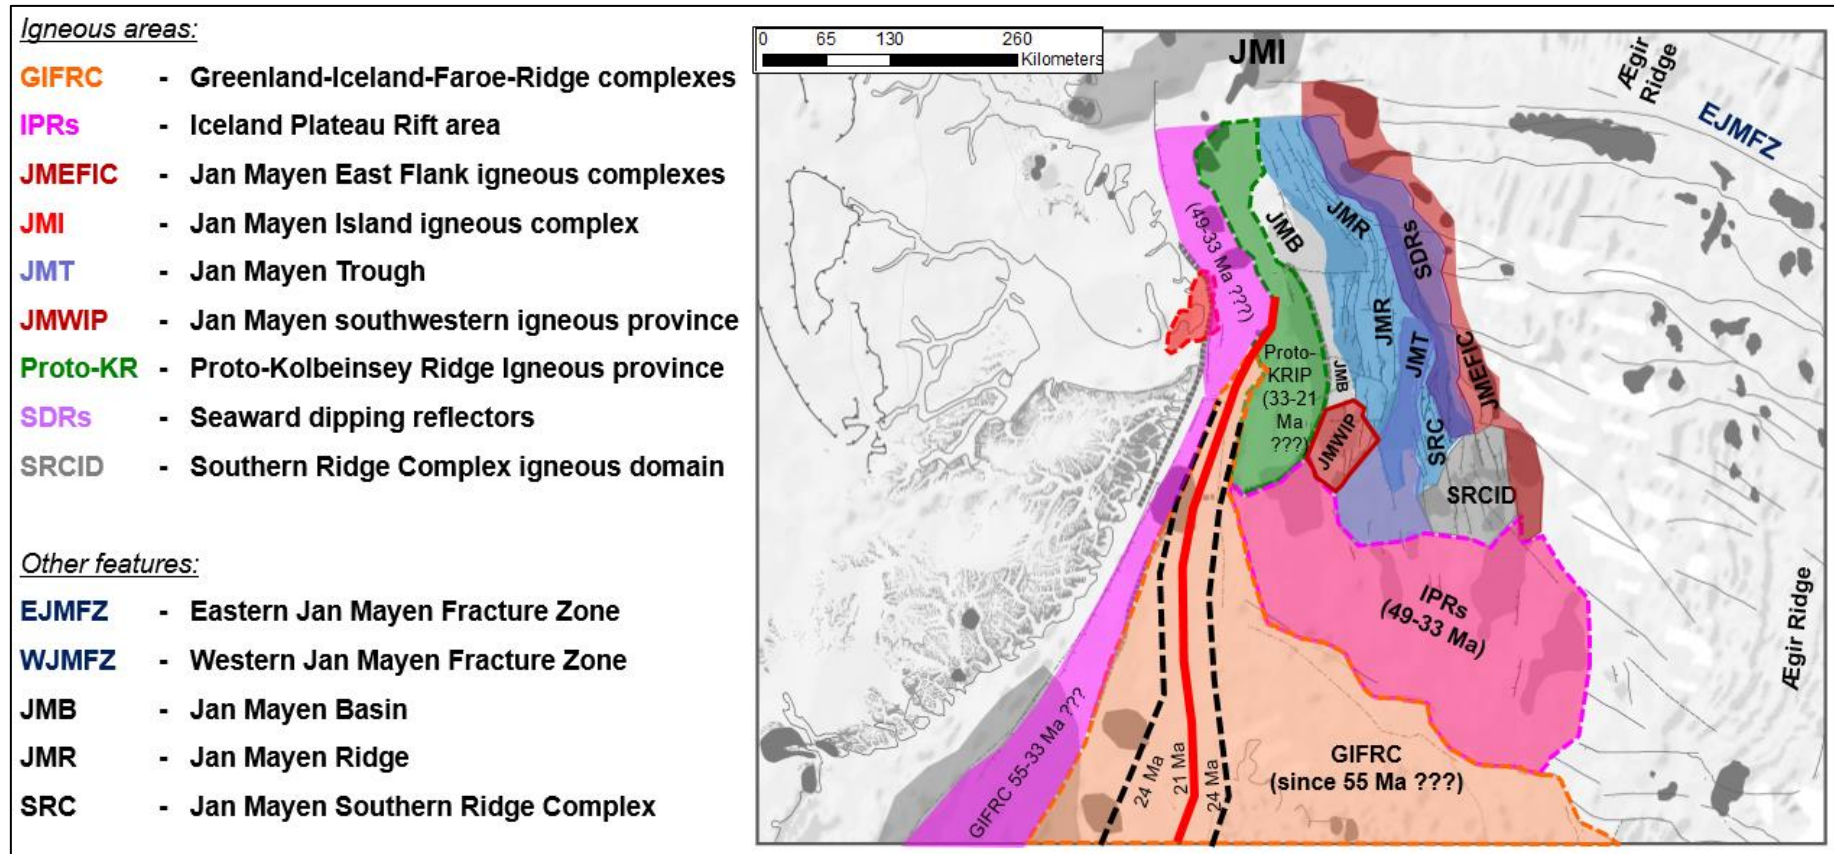 Igneous areas:
GIFRC - Greenland-Iceland-Faroe-Ridge complexes
IPRs - Iceland Plateau Rift area
JMEFIC - Jan Mayen East Flank igneous complexes
JMI - Jan Mayen Island igneous complex
JMT - Jan Mayen Trough
JMWIP - Jan Mayen southwestern igneous province
Proto-KR - Proto-Kolbeinsey Ridge Igneous province
SDRs - Seaward dipping reflectors
SRCID - Southern Ridge Complex igneous domain
Other features:
EJMFZ - Eastern Jan Mayen Fracture Zone
WJMFZ - Western Jan Mayen Fracture Zone
JMB - Jan Mayen Basin
JMR - Jan Mayen Ridge
SRC - Jan Mayen Southern Ridge Complex
0 65 130 260
Kilometers
JMI
Ægir
Ridge
EJMFZ
(49-33 Ma ???)
JMB
JMR
SDRs
JMR
JMT
JMEFIC
Proto-
KRIP
(33-21
Ma
???)
JMB
JMWIP
SRC
SRCID
IPRs
(49-33 Ma)
Ægir Ridge
GIFRC 55-33 Ma ???
24 Ma
21 Ma
24 Ma
GIFRC
(since 55 Ma ???)